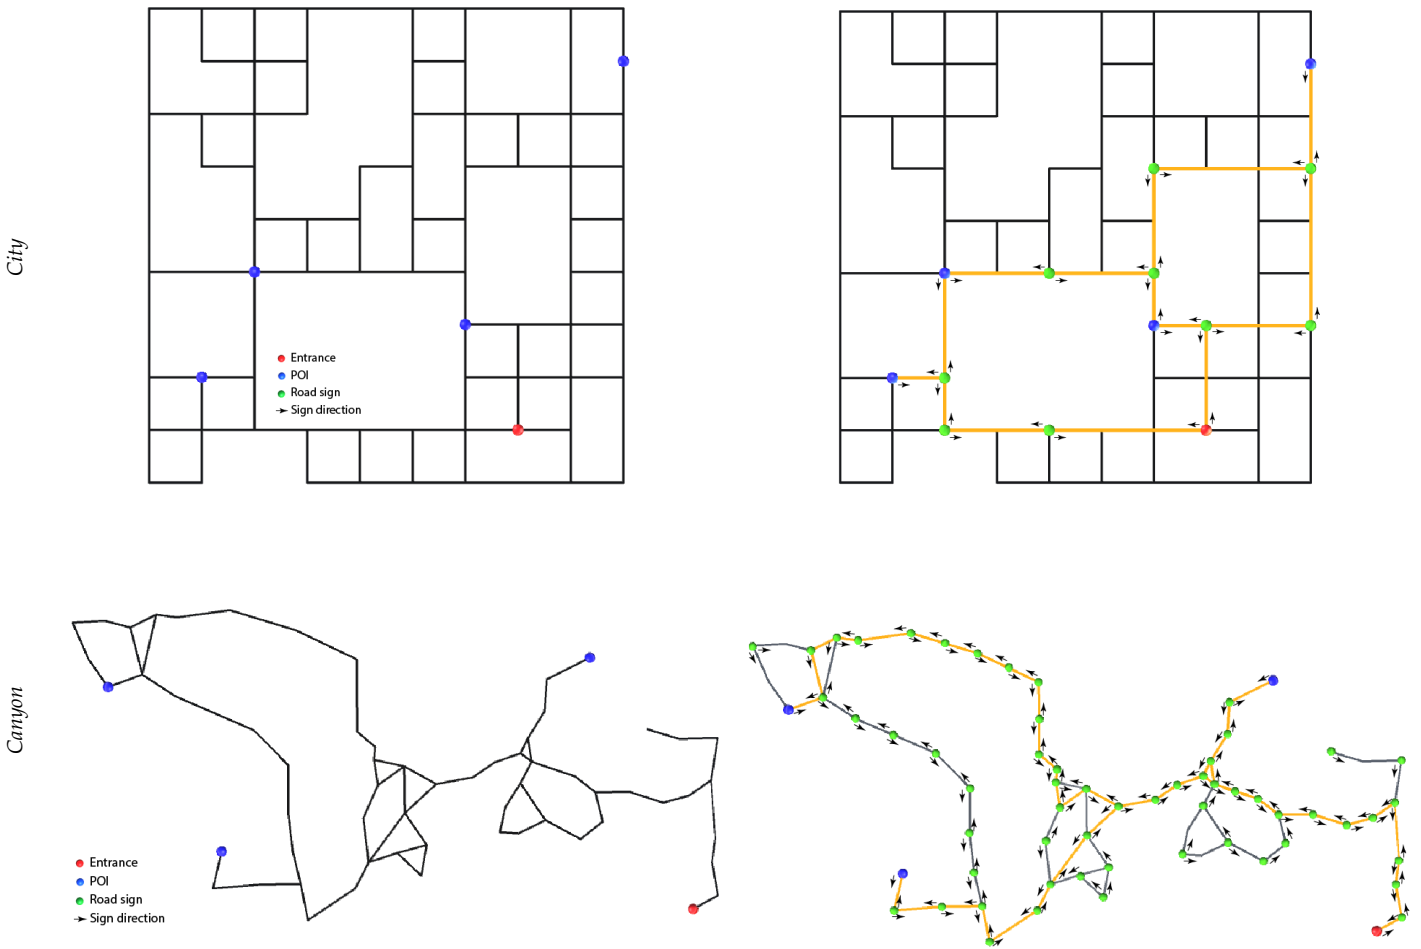 City
Entrance
POI
Road sign
Sign direction
Canyon
Entrance
POI
Road sign
Sign direction